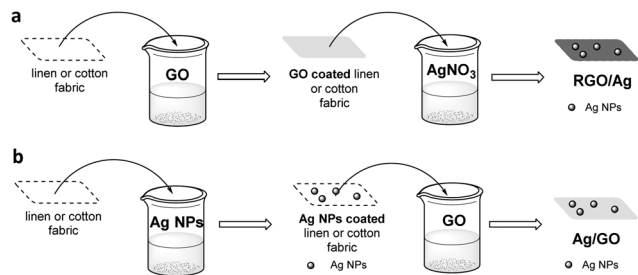 a
linen or cotton
fabric
GO
GO coated linen
or cotton
fabric
AgNO₃
RGO/Ag
Ag NPs
b
linen or cotton
fabric
Ag NPs
Ag NPs coated
linen or cotton
fabric
Ag NPs
GO
Ag/GO
Ag NPs